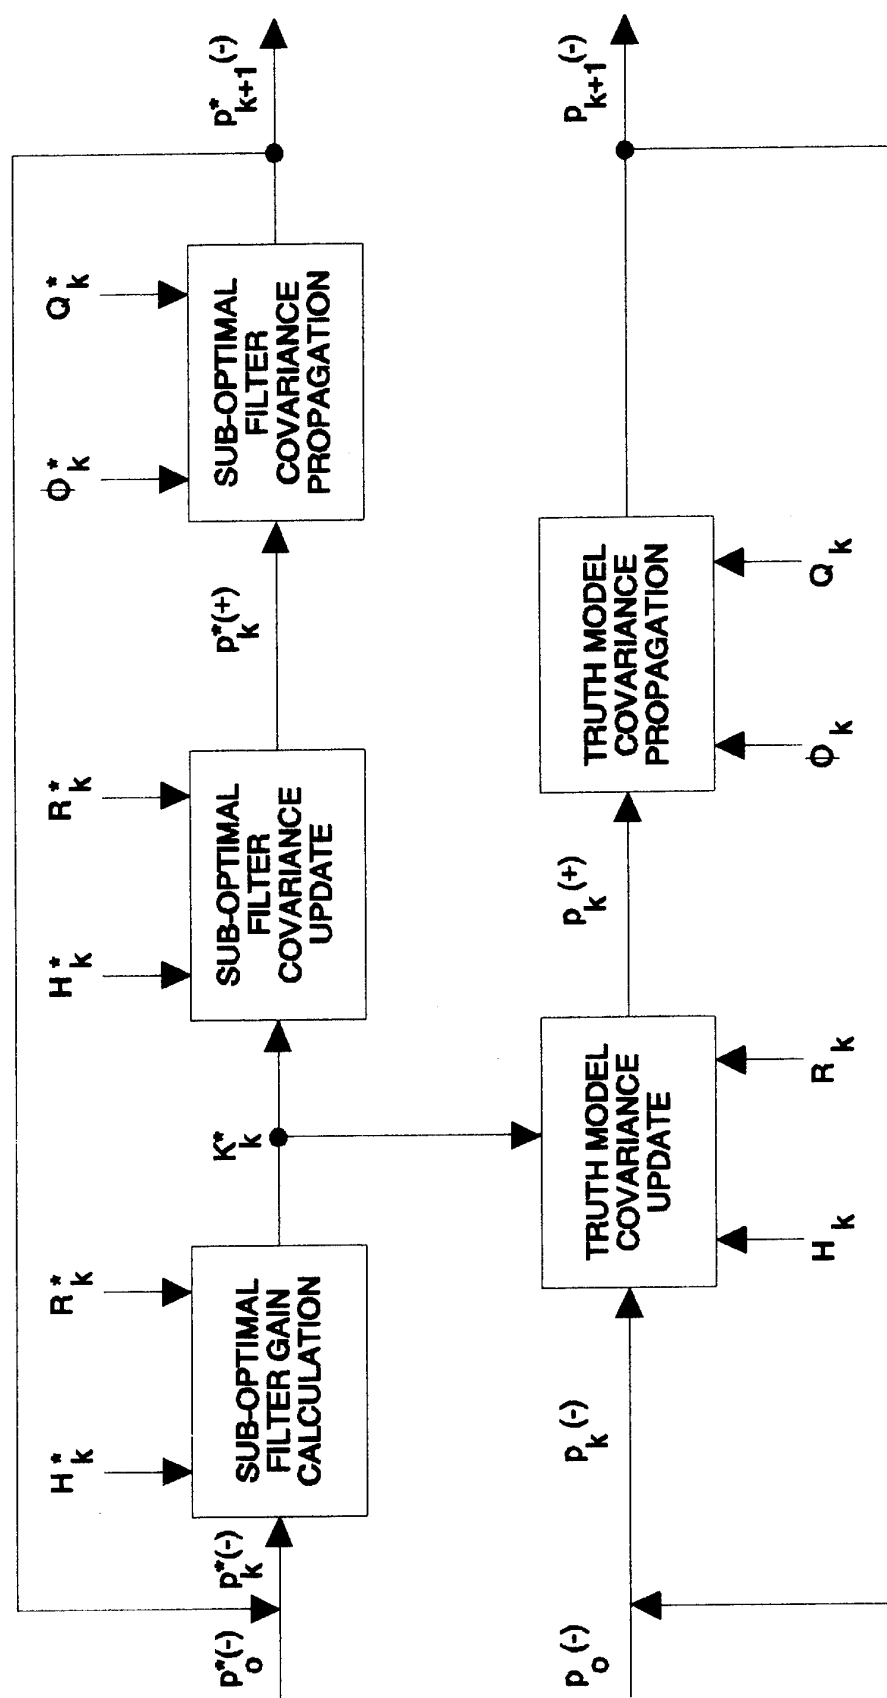 H*k
R*k
H*k
R*k
Φ*k
Q*k
p*o(-)
p*k(-)
SUB-OPTIMAL
FILTER GAIN
CALCULATION
K*k
SUB-OPTIMAL
FILTER
COVARIANCE
UPDATE
p*k(+)
SUB-OPTIMAL
FILTER
COVARIANCE
PROPAGATION
p*k+1(-)
po(-)
pk(-)
TRUTH MODEL
COVARIANCE
UPDATE
pk(+)
TRUTH MODEL
COVARIANCE
PROPAGATION
pk+1(-)
Hk
Rk
Φk
Qk